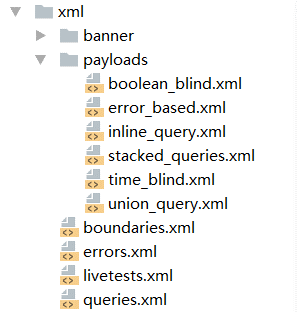 xml
banner
payloads
boolean_blind.xml
error_based.xml
inline_query.xml
stacked_queries.xml
time_blind.xml
union_query.xml
boundaries.xml
errors.xml
livetests.xml
queries.xml